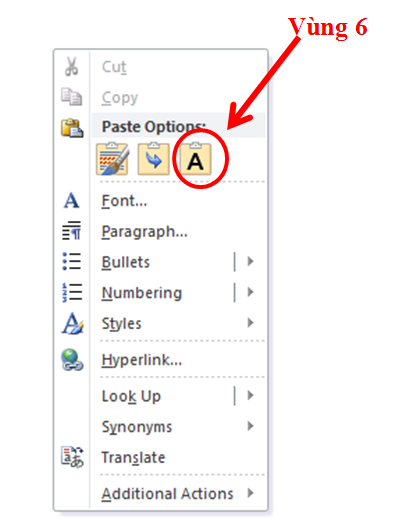 Vùng 6
Cut
Copy
Paste Options:
A
A Font...
Paragraph...
Bullets
Numbering
Styles
Hyperlink...
Look Up
Synonyms
Translate
Additional Actions